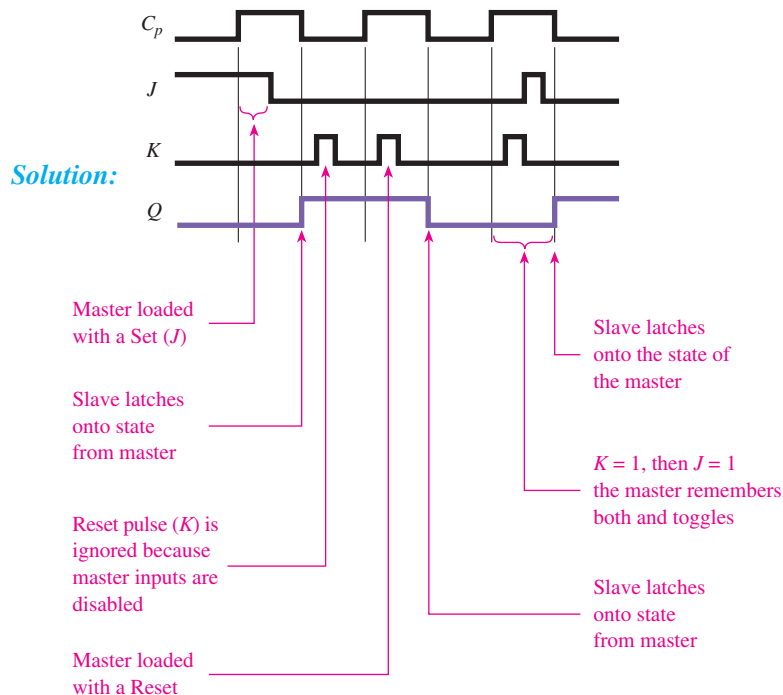 Cp
J
K
Solution:
Q
Master loaded
with a Set (J)
Slave latches
onto state
from master
Reset pulse (K) is
ignored because
master inputs are
disabled
Master loaded
with a Reset
Slave latches
onto the state of
the master
K = 1, then J = 1
the master remembers
both and toggles
Slave latches
onto state
from master